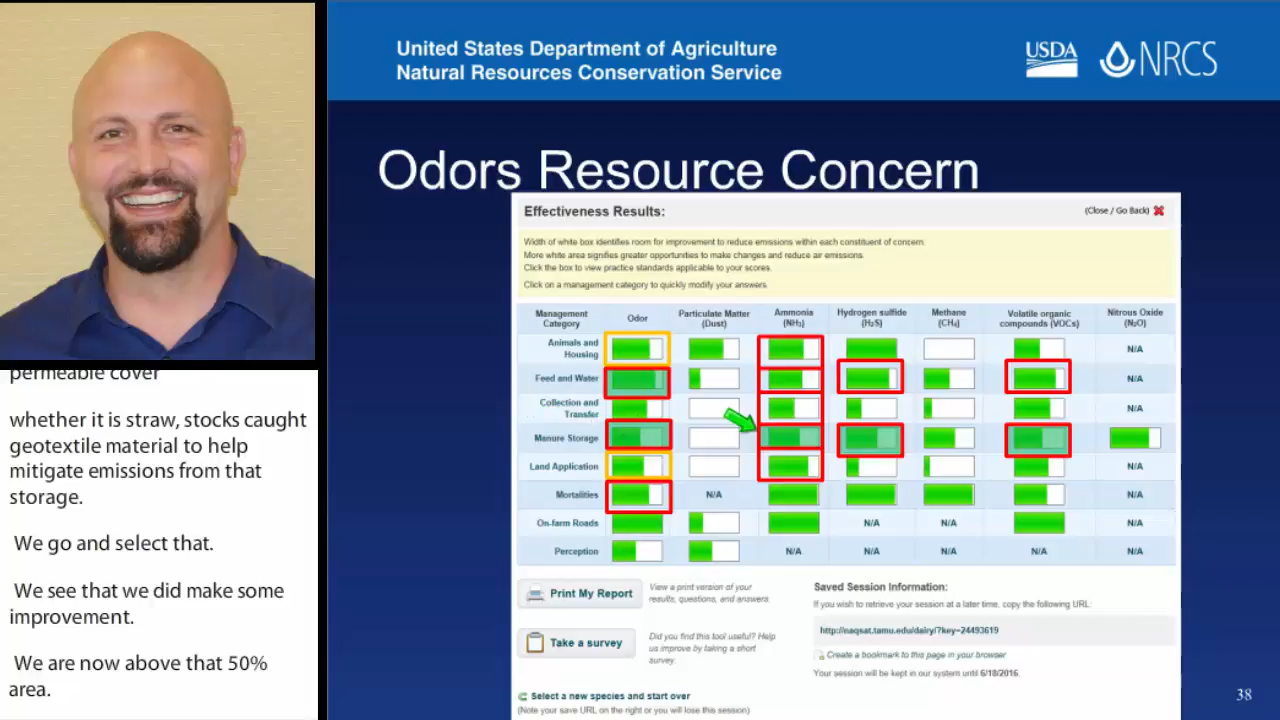 United States Department of Agriculture
Natural Resources Conservation Service
USDA
NRCS
Odors Resource Concern
permeable cover
whether it is straw, stocks caught
geotextile material to help
mitigate emissions from that
storage.
We go and select that.
We see that we did make some
improvement.
We are now above that 50%
area.
Effectiveness Results:
(Close / Go Back)
Width of white box identifies room for improvement to reduce emissions within each constituent of concern.
More white area signifies greater opportunities to make changes and reduce air emissions.
Click the box to view practice standards applicable to your scores.
Click on a management category to quickly modify your answers.
Management Category Odor Particulate Matter (Dust) Ammonia (NH₃) Hydrogen sulfide (H₂S) Methane (CH₄) Volatile organic compounds (VOCs) Nitrous Oxide (N₂O)
Animals and Housing N/A
Feed and Water N/A
Collection and Transfer N/A
Manure Storage
Land Application N/A
Mortalities N/A N/A
On-farm Roads N/A N/A N/A
Perception N/A N/A N/A N/A N/A
Print My Report
View a print version of your
results, questions, and answers.
Take a survey
Did you find this tool useful? Help
us improve by taking a short
survey.
Select a new species and start over
(Note your save URL on the right or you will lose this session)
Saved Session Information:
If you wish to retrieve your session at a later time, copy the following URL:
http://naqsat.tamu.edu/dairy/?key=24493619
Create a bookmark to this page in your browser
Your session will be kept in our system until 6/18/2016
38